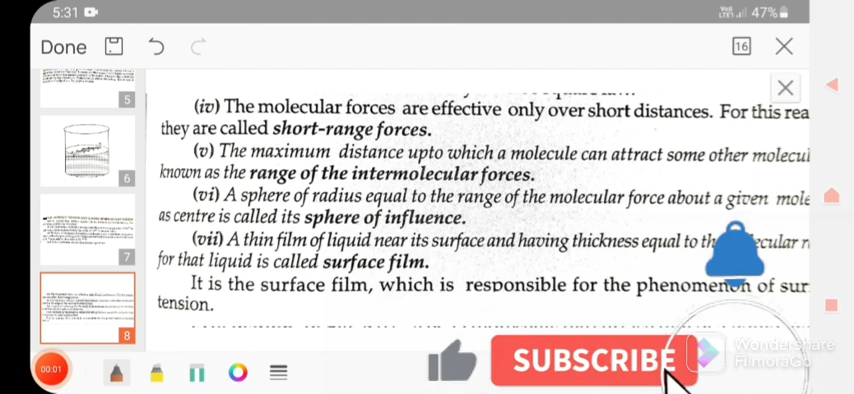 5:31
47%
Done
16
(iv) The molecular forces are effective only over short distances. For this
they are called short-range forces.
(v) The maximum distance upto which a molecule can attract some other
known as the range of the intermolecular forces.
(vi) A sphere of radius equal to the range of the molecular force about a given
as centre is called its sphere of influence.
(vii) A thin film of liquid near its surface and having thickness equal to
for that liquid is called surface film.
It is the surface film, which is responsible for the phenomenon of
tension.
5
6
7
8
00:01
SUBSCRIBE
Wondershare
FilmoraGo